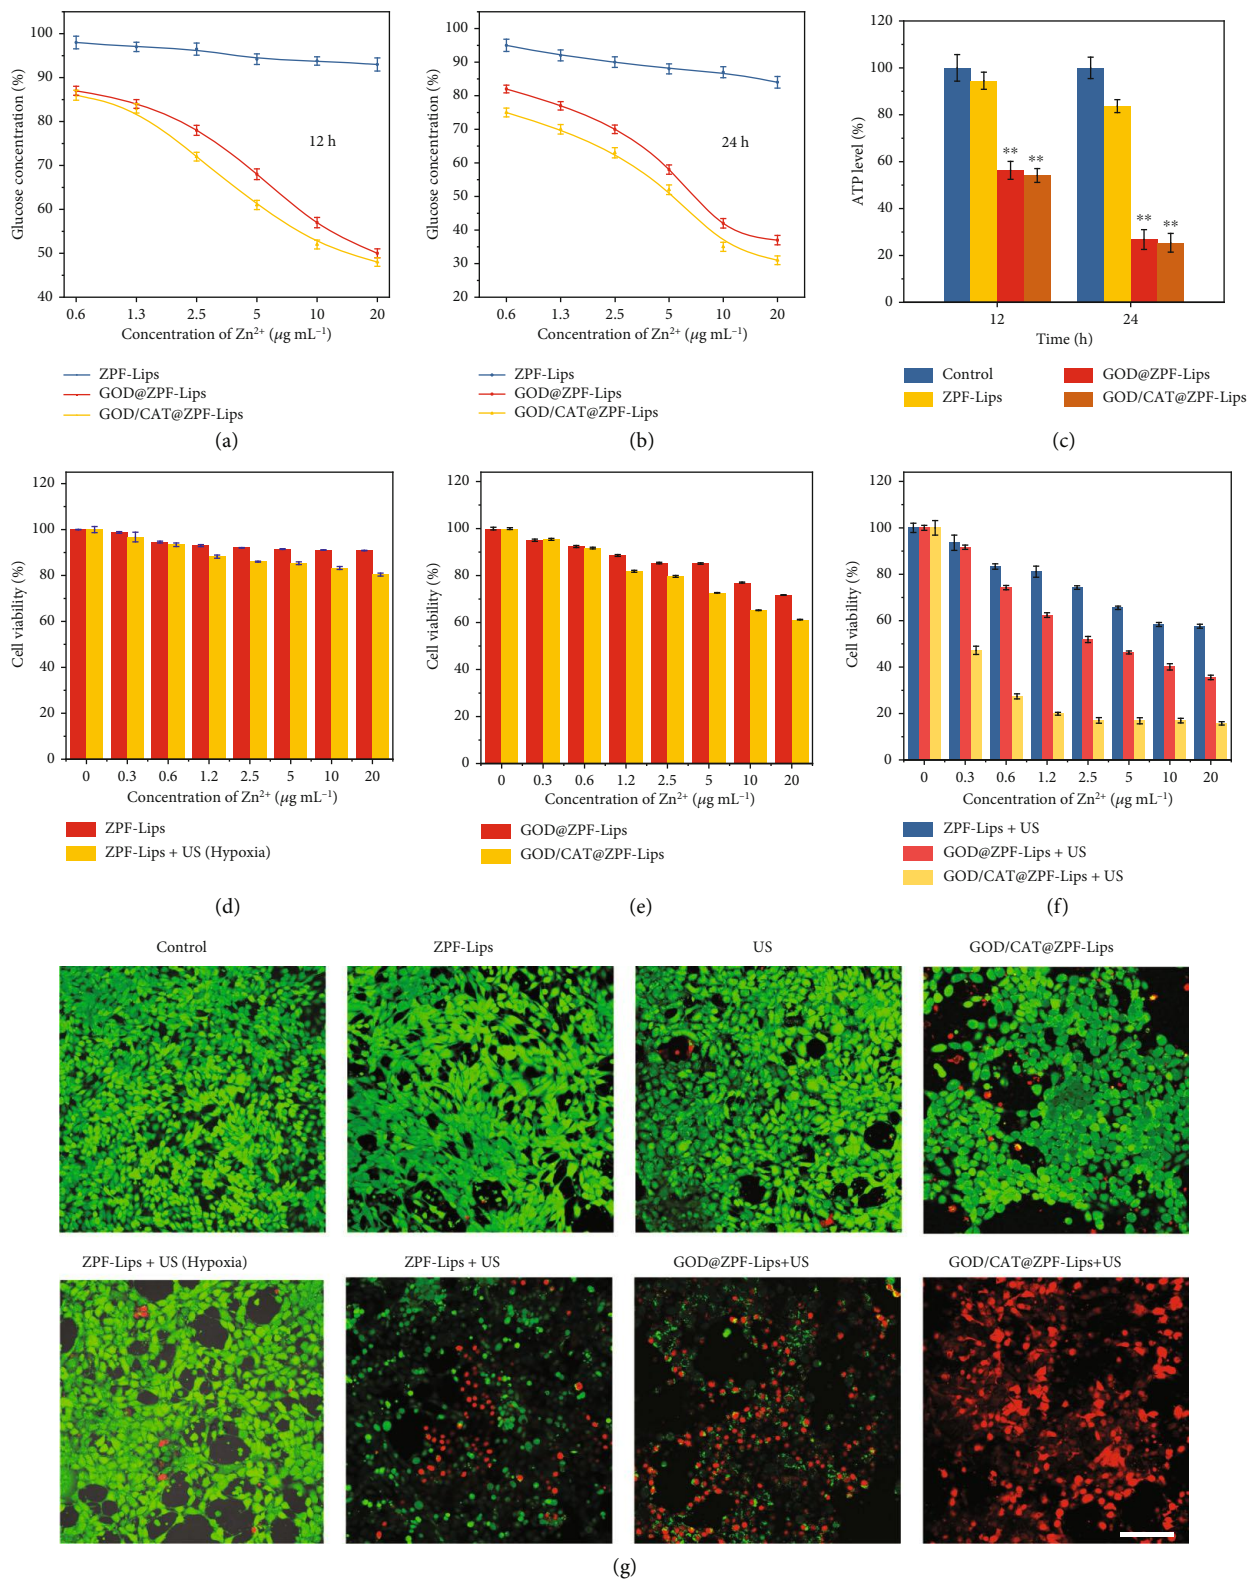 100
90
80
70
60
50
40
Glucose concentration (%)
12 h
0.6 1.3 2.5 5 10 20
Concentration of Zn²⁺ (μg mL⁻¹)
ZPF-Lips
GOD@ZPF-Lips
GOD/CAT@ZPF-Lips
(a)
100
90
80
70
60
50
40
30
20
Glucose concentration (%)
24 h
0.6 1.3 2.5 5 10 20
Concentration of Zn²⁺ (μg mL⁻¹)
ZPF-Lips
GOD@ZPF-Lips
GOD/CAT@ZPF-Lips
(b)
120
100
80
60
40
20
0
ATP level (%)
** **
** **
12 24
Time (h)
Control
ZPF-Lips
GOD@ZPF-Lips
GOD/CAT@ZPF-Lips
(c)
120
100
80
60
40
20
0
Cell viability (%)
0 0.3 0.6 1.2 2.5 5 10 20
Concentration of Zn²⁺ (μg mL⁻¹)
ZPF-Lips
ZPF-Lips + US (Hypoxia)
(d)
120
100
80
60
40
20
0
Cell viability (%)
0 0.3 0.6 1.2 2.5 5 10 20
Concentration of Zn²⁺ (μg mL⁻¹)
GOD@ZPF-Lips
GOD/CAT@ZPF-Lips
(e)
120
100
80
60
40
20
0
Cell viability (%)
0 0.3 0.6 1.2 2.5 5 10 20
Concentration of Zn²⁺ (μg mL⁻¹)
ZPF-Lips + US
GOD@ZPF-Lips + US
GOD/CAT@ZPF-Lips + US
(f)
Control ZPF-Lips US GOD/CAT@ZPF-Lips
ZPF-Lips + US (Hypoxia) ZPF-Lips + US GOD@ZPF-Lips+US GOD/CAT@ZPF-Lips+US
(g)